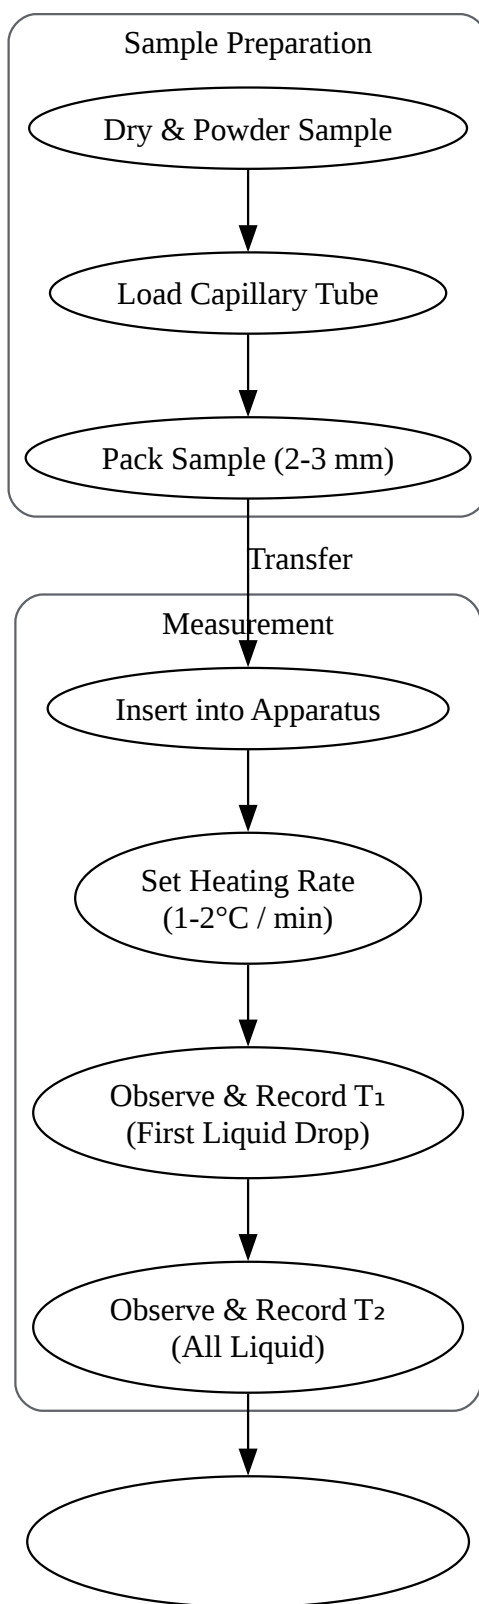 Sample Preparation
Dry & Powder Sample
Load Capillary Tube
Pack Sample (2-3 mm)
Transfer
Measurement
Insert into Apparatus
Set Heating Rate
(1-2°C / min)
Observe & Record T₁
(First Liquid Drop)
Observe & Record T₂
(All Liquid)